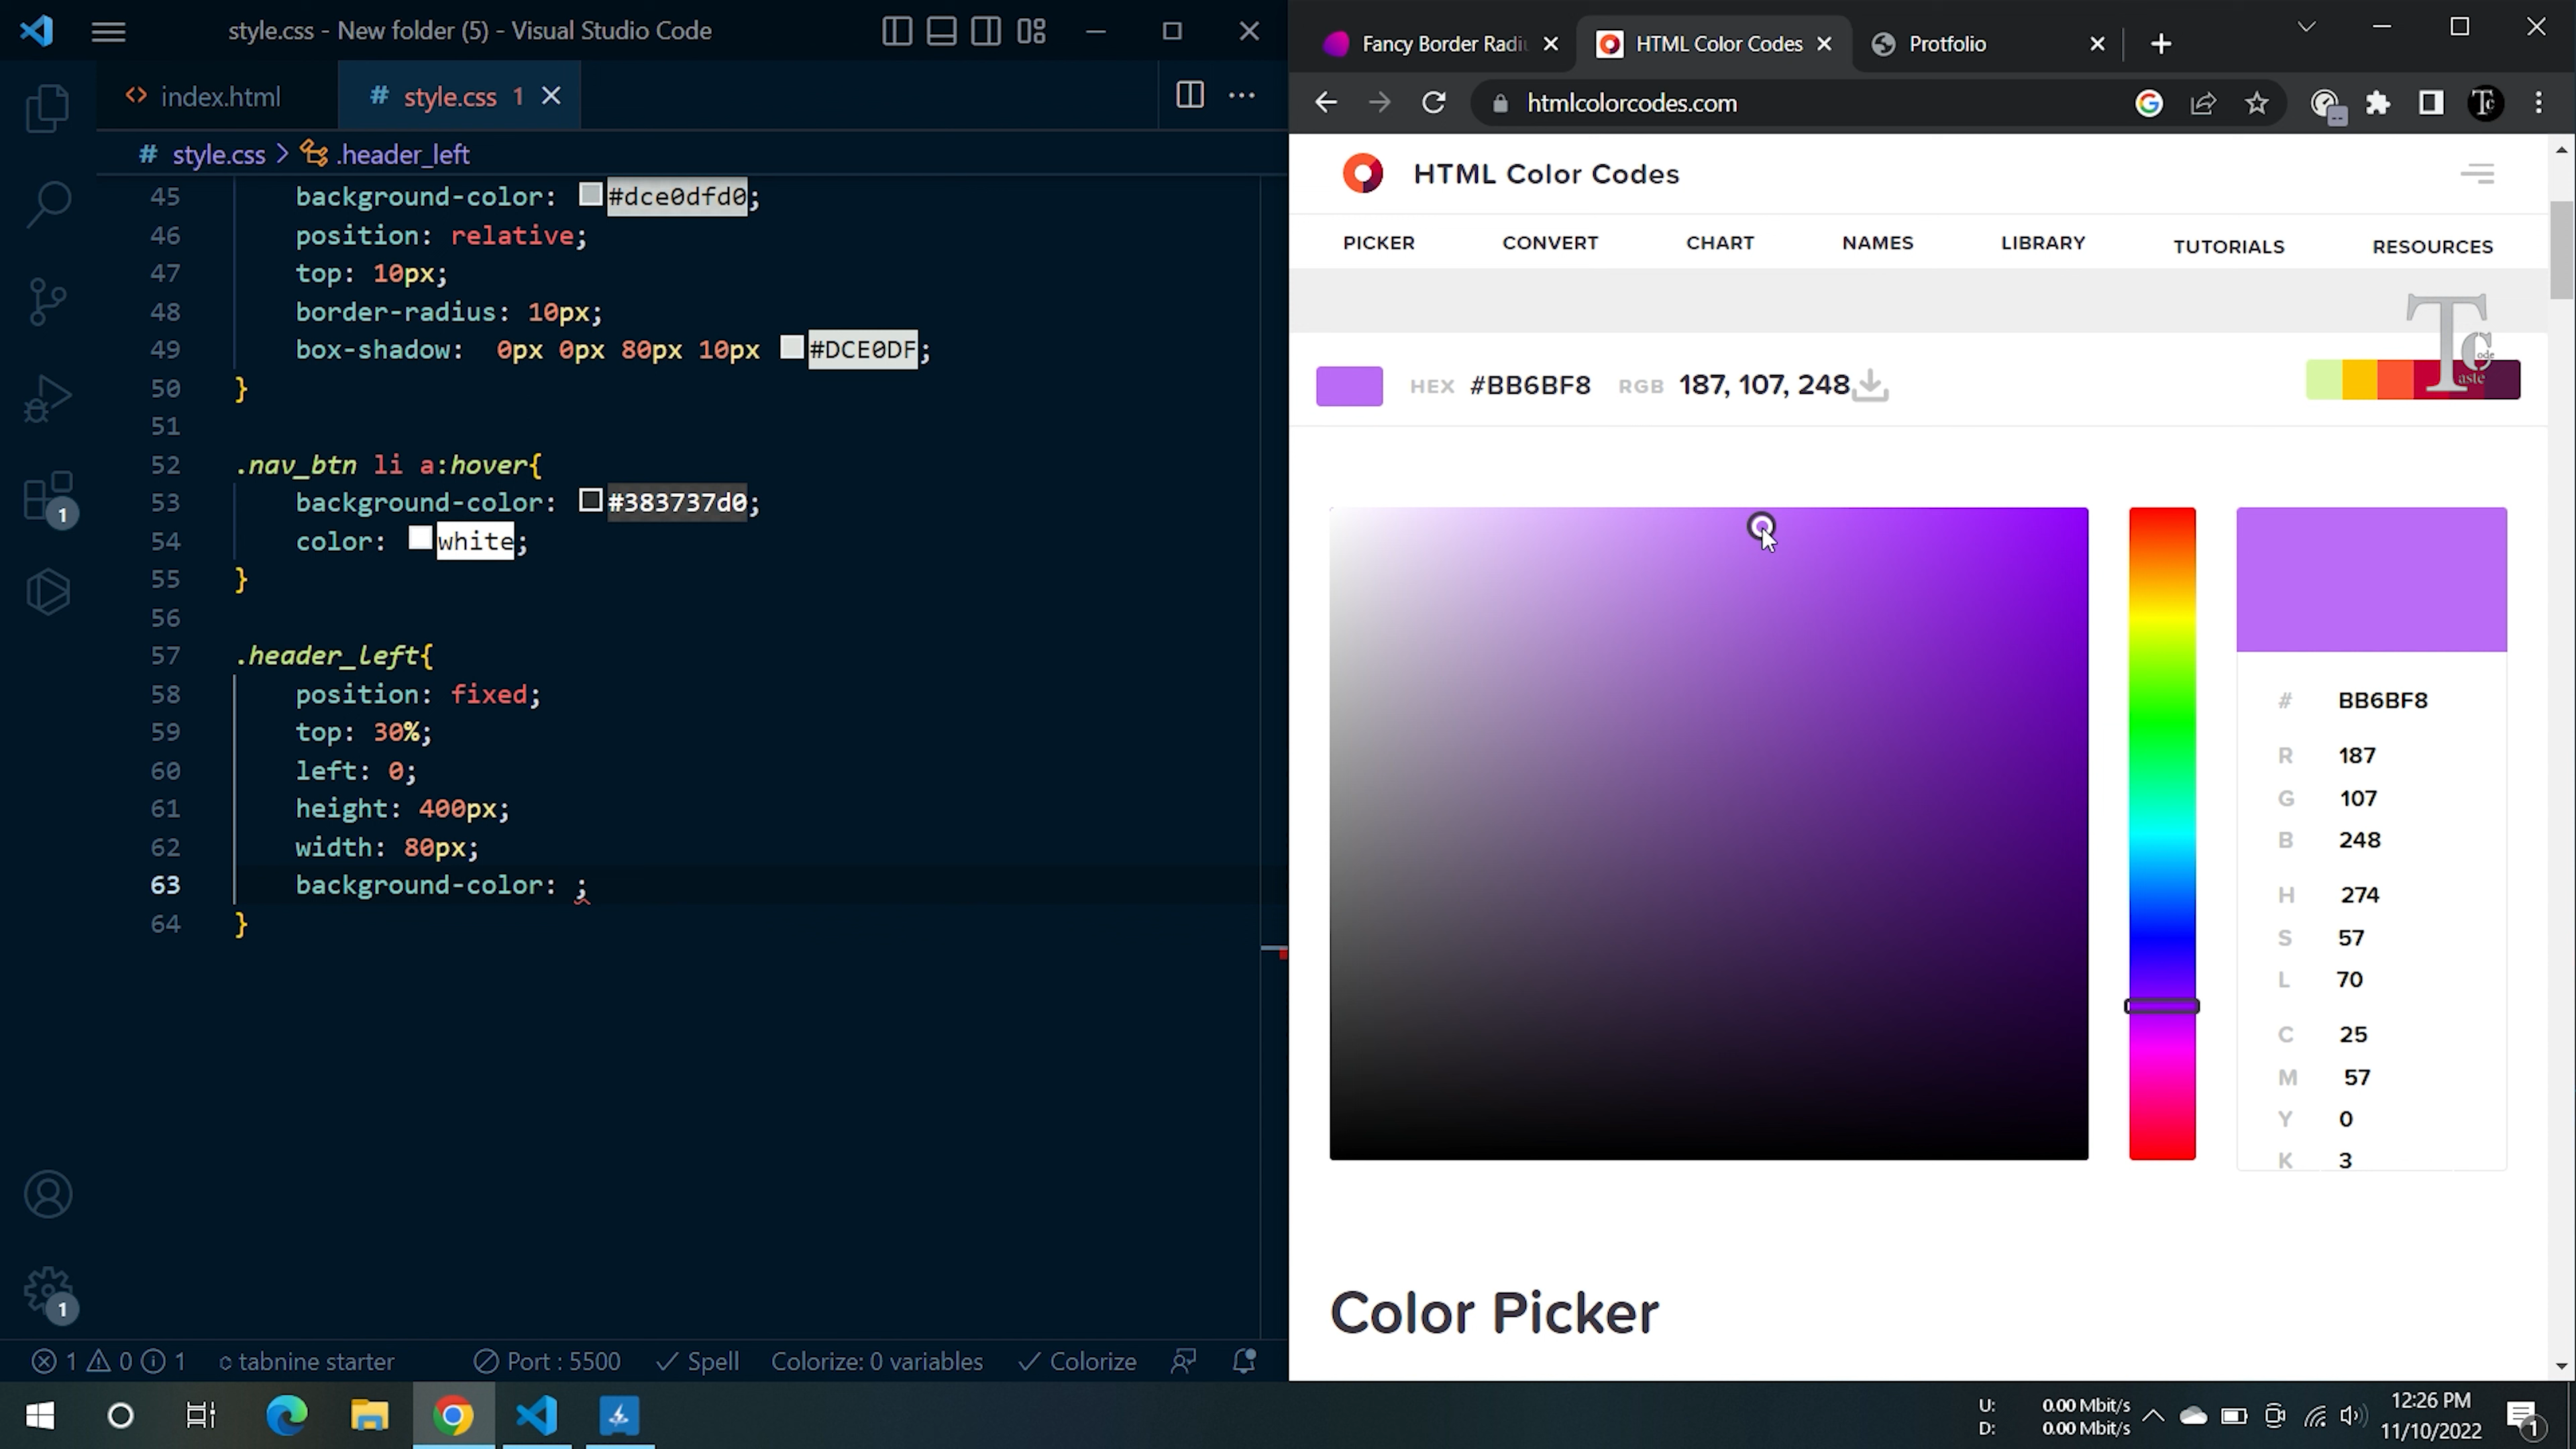 style.css - New folder (5) - Visual Studio Code
index.html
# style.css 1
# style.css > .header_left
45 background-color: #dce0dfd0;
46 position: relative;
47 top: 10px;
48 border-radius: 10px;
49 box-shadow: 0px 0px 80px 10px #DCE0DF;
50 }
51
52 .nav_btn li a:hover{
53 background-color: #383737d0;
54 color: white;
55 }
56
57 .header_left{
58 position: fixed;
59 top: 30%;
60 left: 0;
61 height: 400px;
62 width: 80px;
63 background-color: ;
64 }
1
1
1 0 1 tabnine starter Port : 5500 Spell Colorize: 0 variables Colorize
Fancy Border Radi
HTML Color Codes
Protfolio
htmlcolorcodes.com
Tc
HTML Color Codes
PICKER CONVERT CHART NAMES LIBRARY TUTORIALS RESOURCES
Tc
ode
aste
HEX #BB6BF8 RGB 187, 107, 248
# BB6BF8
R 187
G 107
B 248
H 274
S 57
L 70
C 25
M 57
Y 0
K 3
Color Picker
U: 0.00 Mbit/s
D: 0.00 Mbit/s
12:26 PM
11/10/2022
1